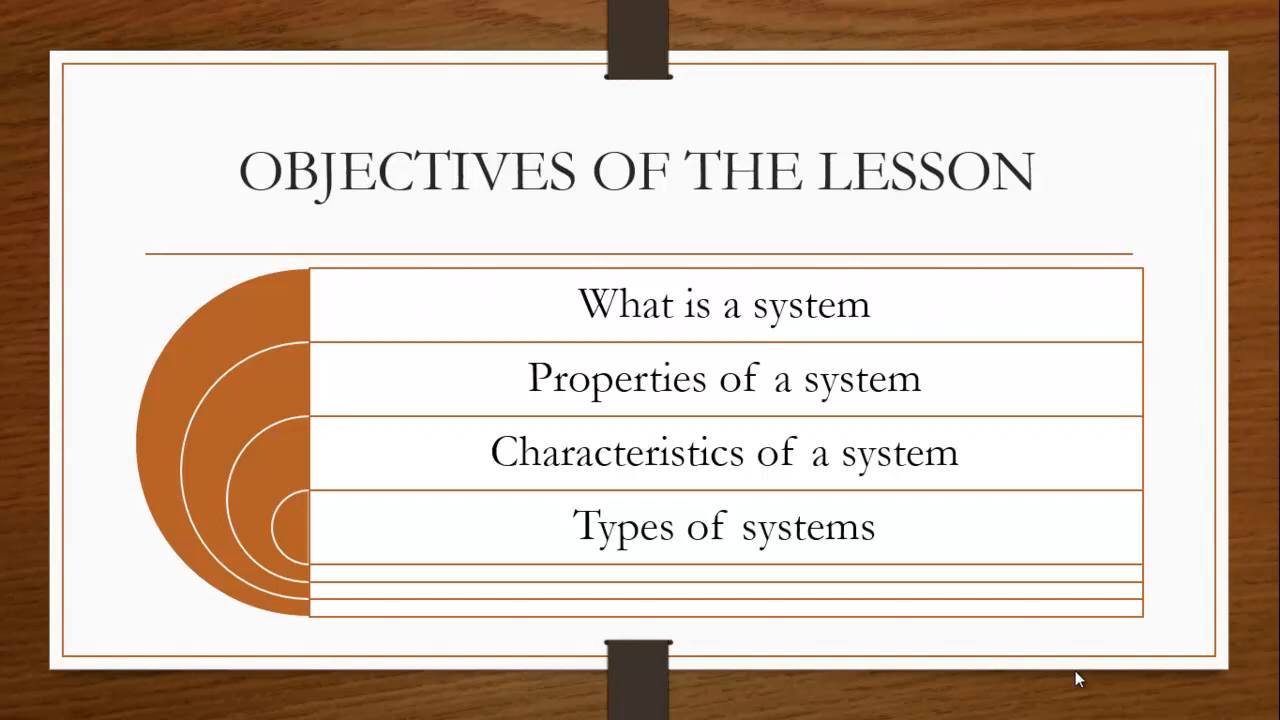 OBJECTIVES OF THE LESSON
What is a system
Properties of a system
Characteristics of a system
Types of systems